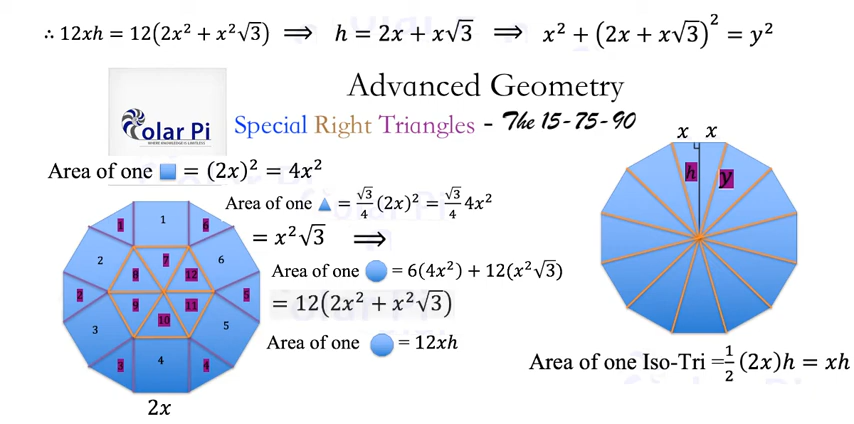 ∴ 12xh = 12(2x² + x²√3) ⟹ h = 2x + x√3 ⟹ x² + (2x + x√3)² = y²
Advanced Geometry
Special Right Triangles - The 15-75-90
olar Pi
WHERE KNOWLEDGE IS LIMITLESS
Area of one = (2x)² = 4x²
Area of one = √3/4 (2x)² = √3/4 4x²
= x²√3 ⟹
Area of one = 6(4x²) + 12(x²√3)
= 12(2x² + x²√3)
Area of one = 12xh
1 1 6
2 7 6
8 12
2 5
9 11
3 10 5
3 4 4
2x
x x
h y
Area of one Iso-Tri = 1/2 (2x)h = xh